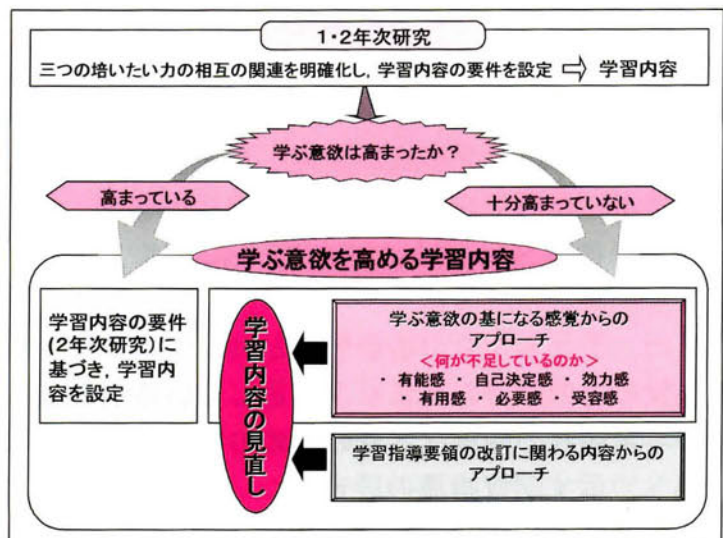 1・2年次研究
三つの培いたい力の相互の関連を明確化し，学習内容の要件を設定 ⇨ 学習内容
学ぶ意欲は高まったか？
高まっている
十分高まっていない
学ぶ意欲を高める学習内容
学習内容の要件
(2年次研究)に
基づき，学習内
容を設定
学習内容の見直し
学ぶ意欲の基になる感覚からの
アプローチ
＜何が不足しているのか＞
・ 有能感 ・ 自己決定感 ・ 効力感
・ 有用感 ・ 必要感 ・ 受容感
学習指導要領の改訂に関わる内容からの
アプローチ